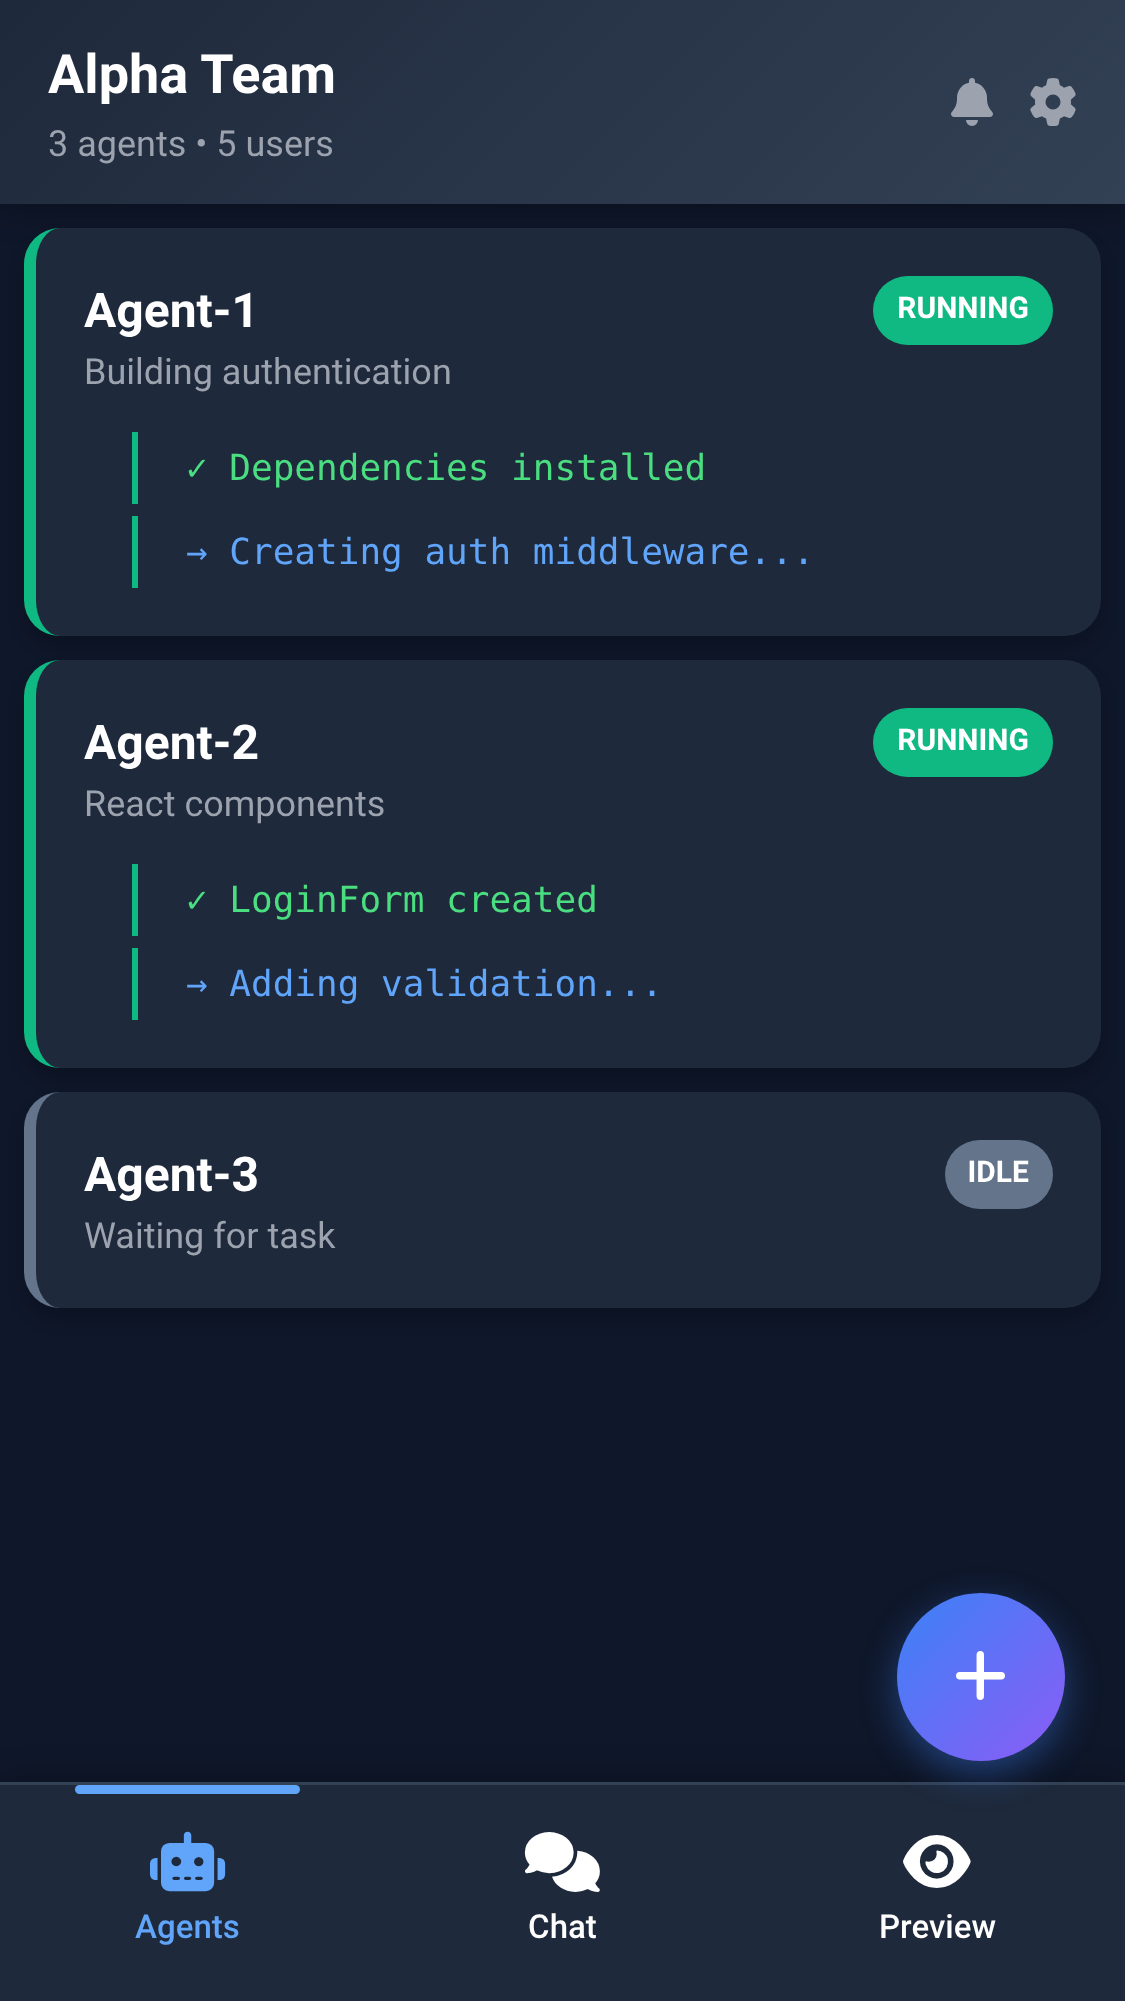 Alpha Team
3 agents • 5 users
Agent-1
RUNNING
Building authentication
✓ Dependencies installed
→ Creating auth middleware...
Agent-2
RUNNING
React components
✓ LoginForm created
→ Adding validation...
Agent-3
IDLE
Waiting for task
Agents
Chat
Preview